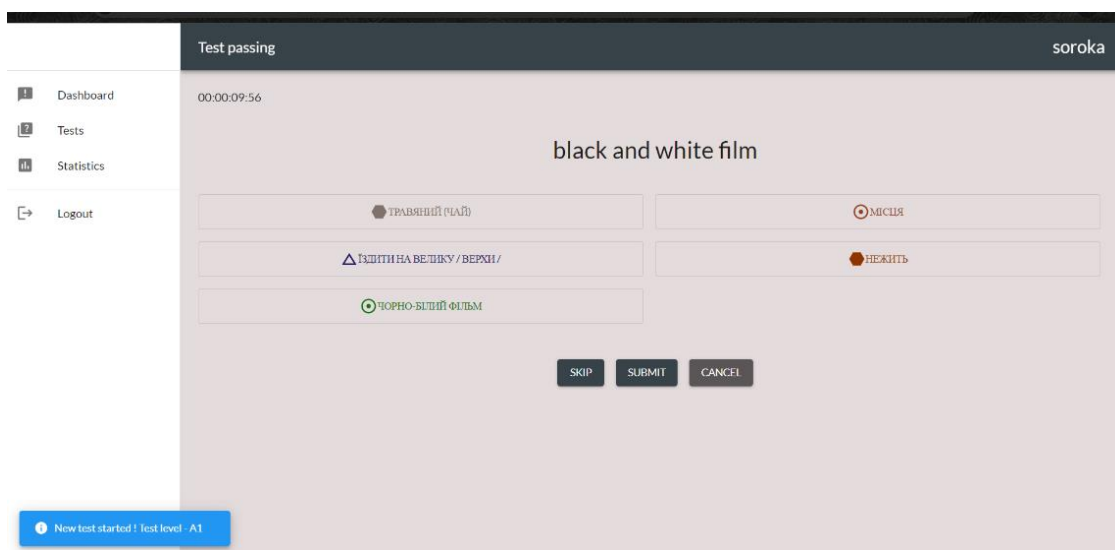 Test passing
soroka
Dashboard
Tests
Statistics
Logout
00:00:09:56
black and white film
ТРАВЯНИЙ (ЧАЙ)
МІСЦЯ
ЇЗДИТИ НА ВЕЛИКУ / ВЕРХИ /
НЕЖИТЬ
ЧОРНО-БІЛИЙ ФІЛЬМ
SKIP
SUBMIT
CANCEL
New test started ! Test level - A1